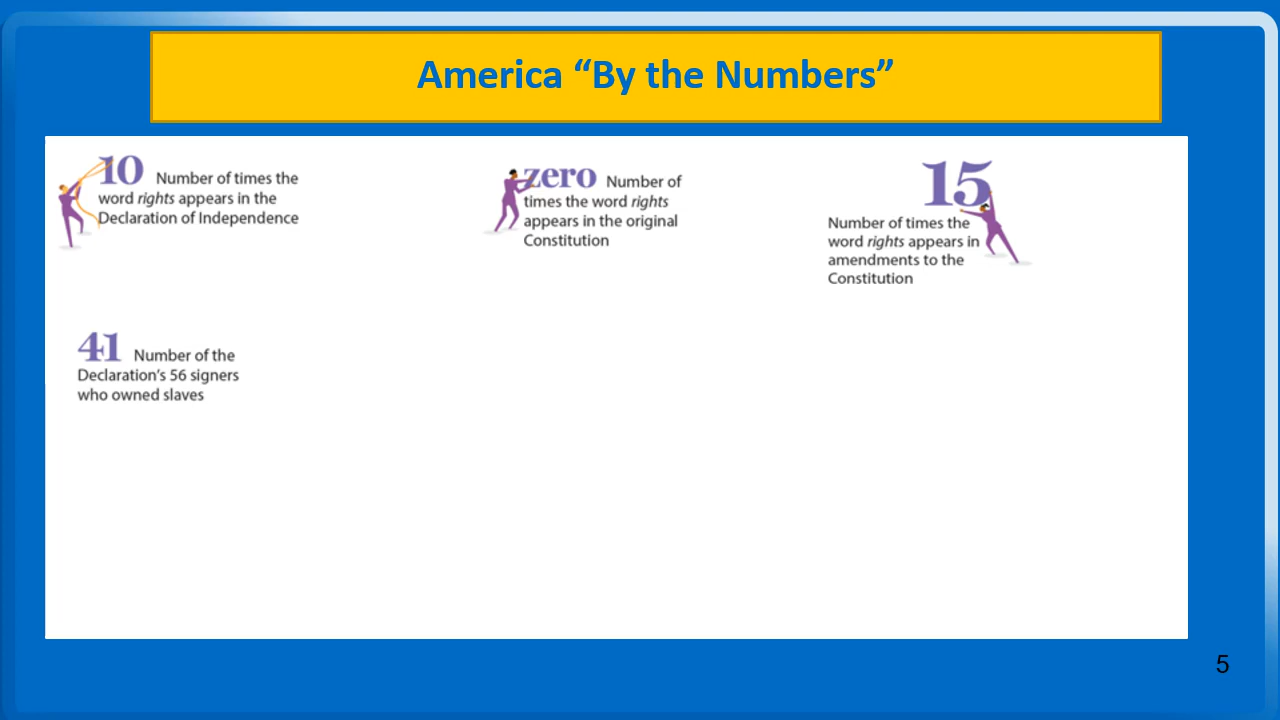 America “By the Numbers”
10 Number of times the
word rights appears in the
Declaration of Independence
zero Number of
times the word rights
appears in the original
Constitution
15
Number of times the
word rights appears in
amendments to the
Constitution
41 Number of the
Declaration’s 56 signers
who owned slaves
5